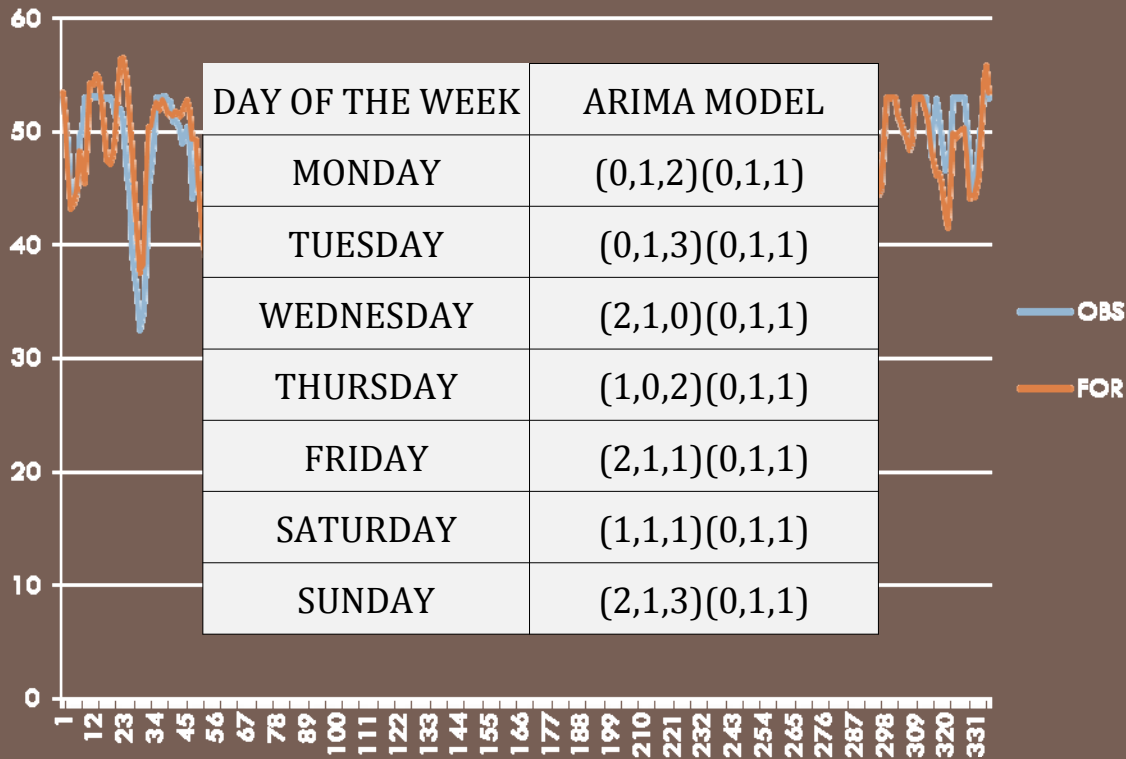 60
50
40
30
20
10
0
DAY OF THE WEEK ARIMA MODEL
MONDAY (0,1,2)(0,1,1)
TUESDAY (0,1,3)(0,1,1)
WEDNESDAY (2,1,0)(0,1,1)
THURSDAY (1,0,2)(0,1,1)
FRIDAY (2,1,1)(0,1,1)
SATURDAY (1,1,1)(0,1,1)
SUNDAY (2,1,3)(0,1,1)
OBS
FOR
1 12 23 34 45 56 67 78 89 100 111 122 133 144 155 166 177 188 199 210 221 232 243 254 265 276 287 298 309 320 331